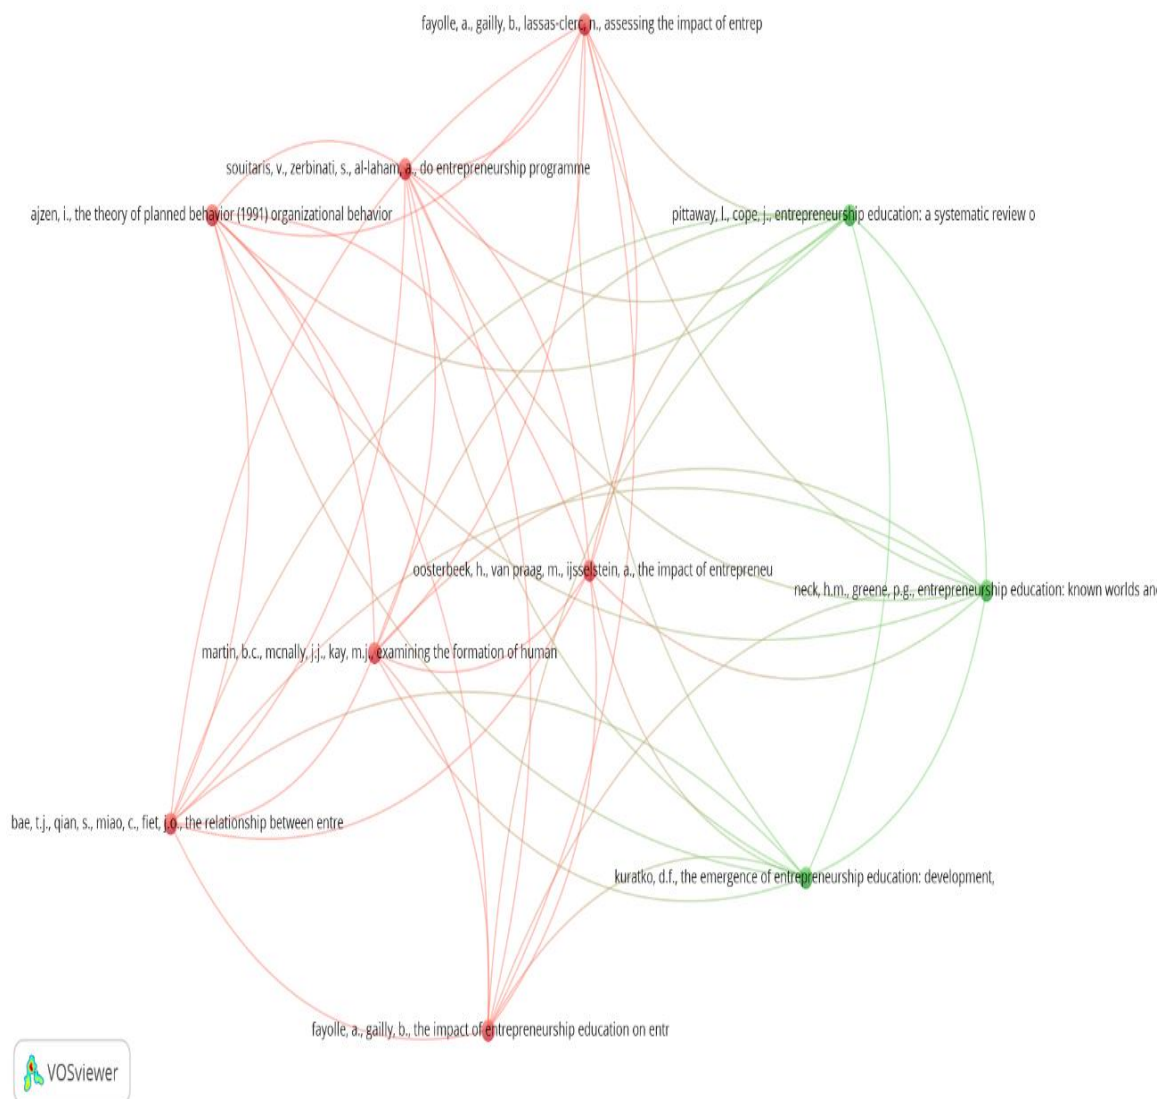 fayolle, a., gailly, b., lassas-clerc, n., assessing the impact of entrep
souitaris, v., zerbinati, s., al-laham, a., do entrepreneurship programme
ajzen, i., the theory of planned behavior (1991) organizational behavior
pittaway, l., cope, j., entrepreneurship education: a systematic review o
oosterbeek, h., van praag, m., ijsselstein, a., the impact of entrepreneu
neck, h.m., greene, p.g., entrepreneurship education: known worlds and
martin, b.c., mcnally, j.j., kay, m.j., examining the formation of human
bae, t.j., qian, s., miao, c., fiet, j.o., the relationship between entre
kuratko, d.f., the emergence of entrepreneurship education: development,
fayolle, a., gailly, b., the impact of entrepreneurship education on entr
VOSviewer